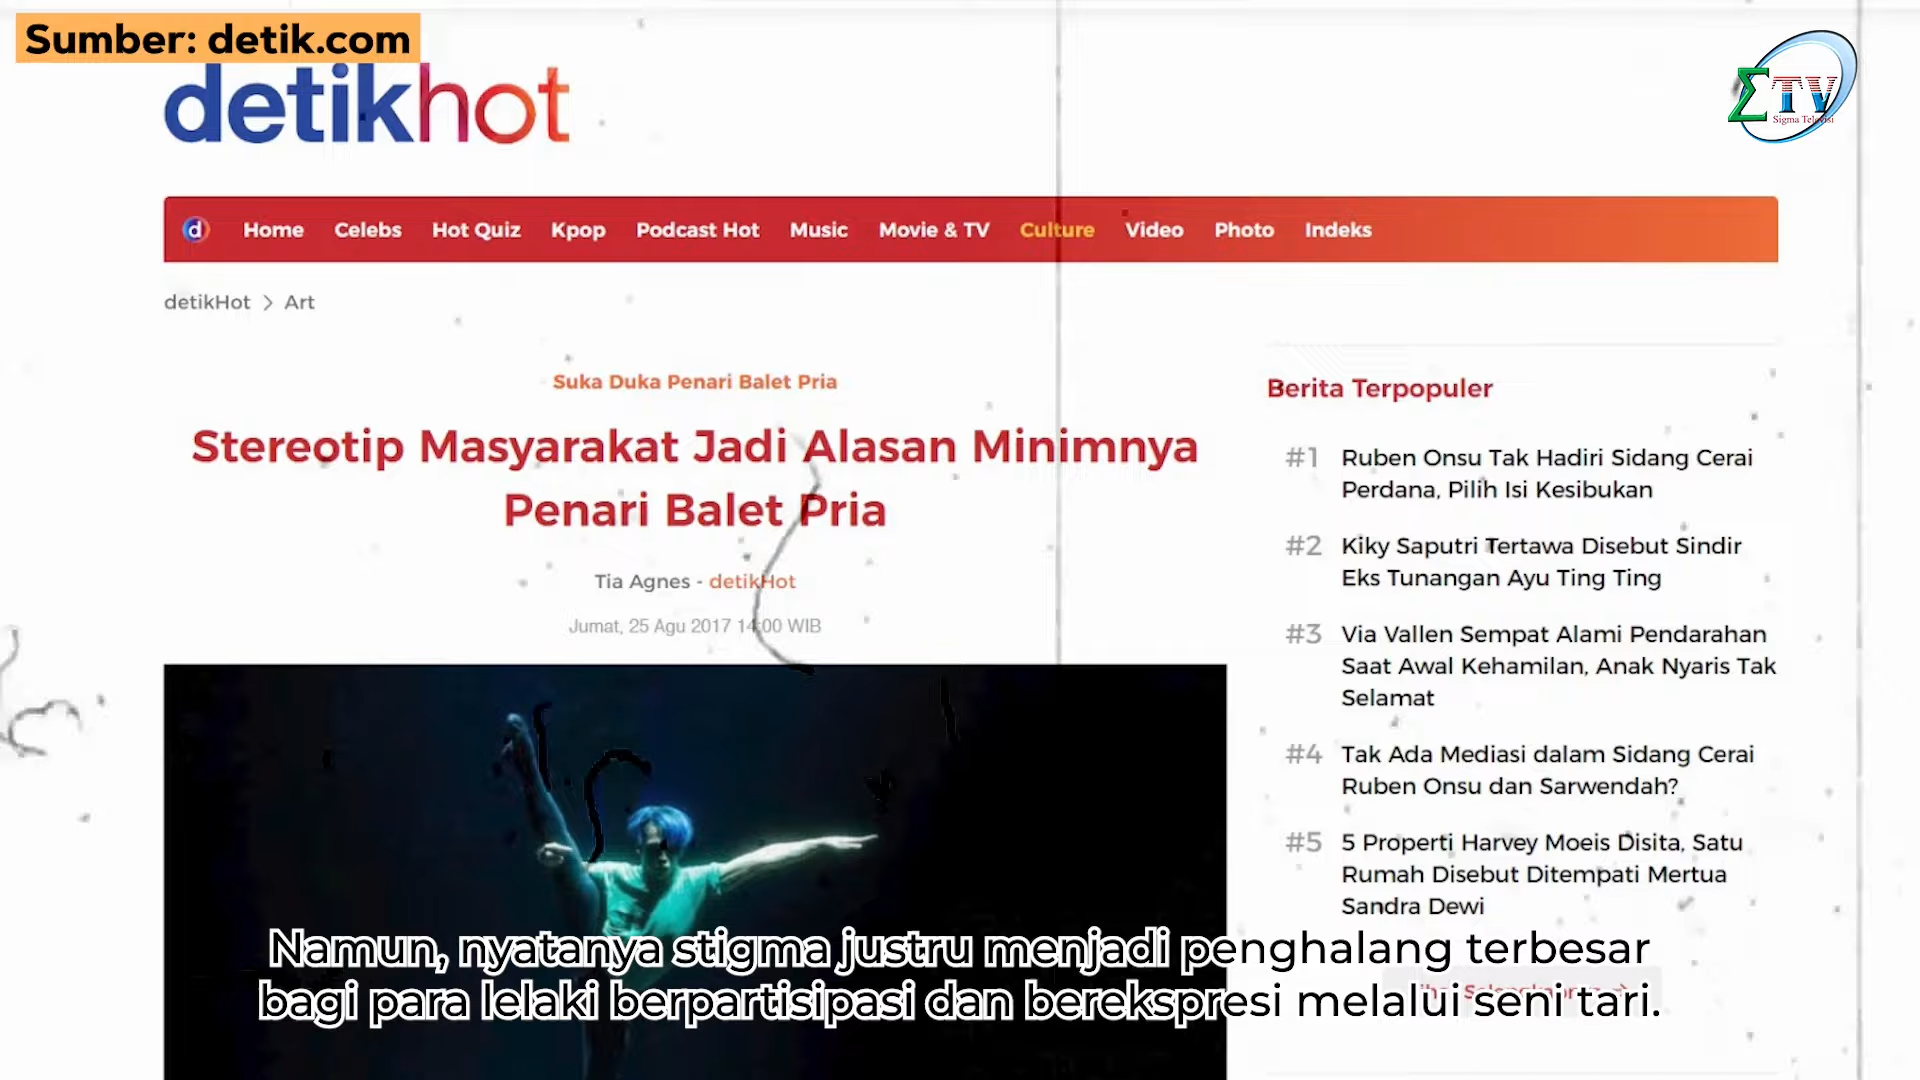 Sumber: detik.com
detikhot
ΣTV
Sigma Televisi
d Home Celebs Hot Quiz Kpop Podcast Hot Music Movie & TV Culture Video Photo Indeks
detikHot > Art
Suka Duka Penari Balet Pria
Stereotip Masyarakat Jadi Alasan Minimnya
Penari Balet Pria
Tia Agnes - detikHot
Jumat, 25 Agu 2017 14:00 WIB
Berita Terpopuler
#1 Ruben Onsu Tak Hadiri Sidang Cerai
Perdana, Pilih Isi Kesibukan
#2 Kiky Saputri Tertawa Disebut Sindir
Eks Tunangan Ayu Ting Ting
#3 Via Vallen Sempat Alami Pendarahan
Saat Awal Kehamilan, Anak Nyaris Tak
Selamat
#4 Tak Ada Mediasi dalam Sidang Cerai
Ruben Onsu dan Sarwendah?
#5 5 Properti Harvey Moeis Disita, Satu
Rumah Disebut Ditempati Mertua
Sandra Dewi
Namun, nyatanya stigma justru menjadi penghalang terbesar
bagi para lelaki berpartisipasi dan berekspresi melalui seni tari.